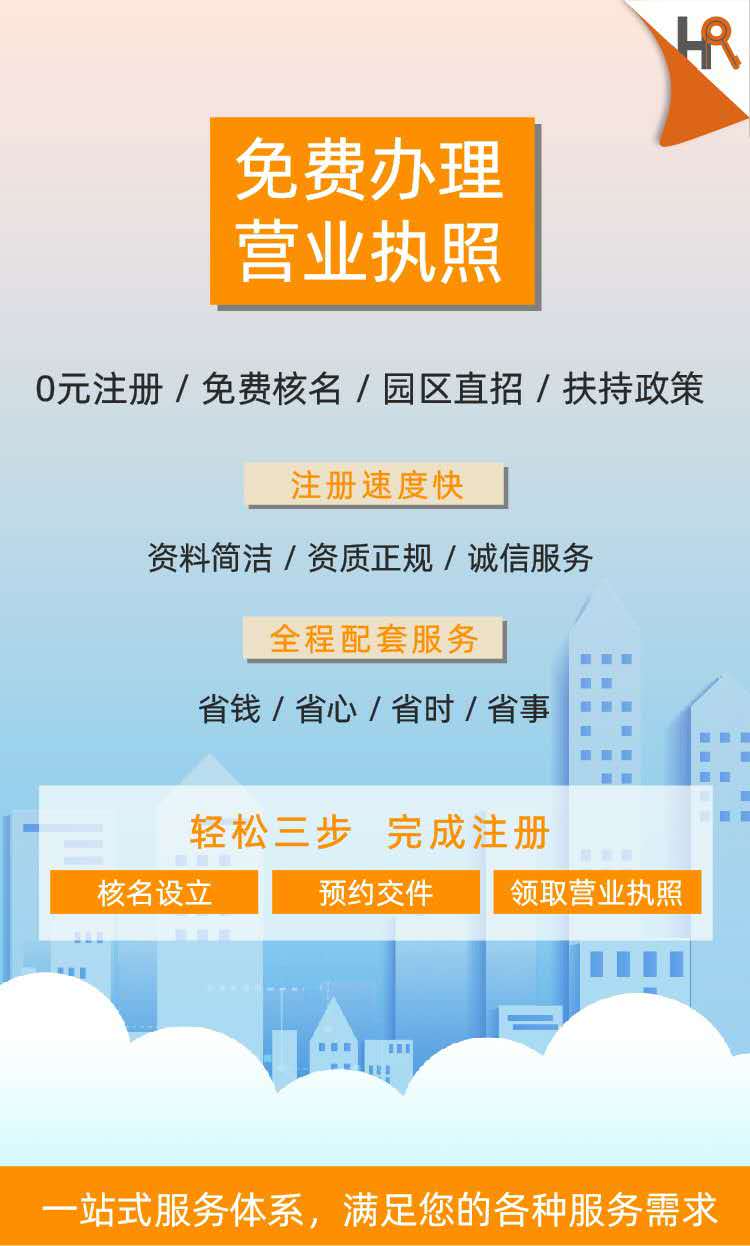 HR
免费办理
营业执照
0元注册 / 免费核名 / 园区直招 / 扶持政策
注册速度快
资料简洁 / 资质正规 / 诚信服务
全程配套服务
省钱 / 省心 / 省时 / 省事
轻松三步 完成注册
核名设立 预约交件 领取营业执照
一站式服务体系，满足您的各种服务需求